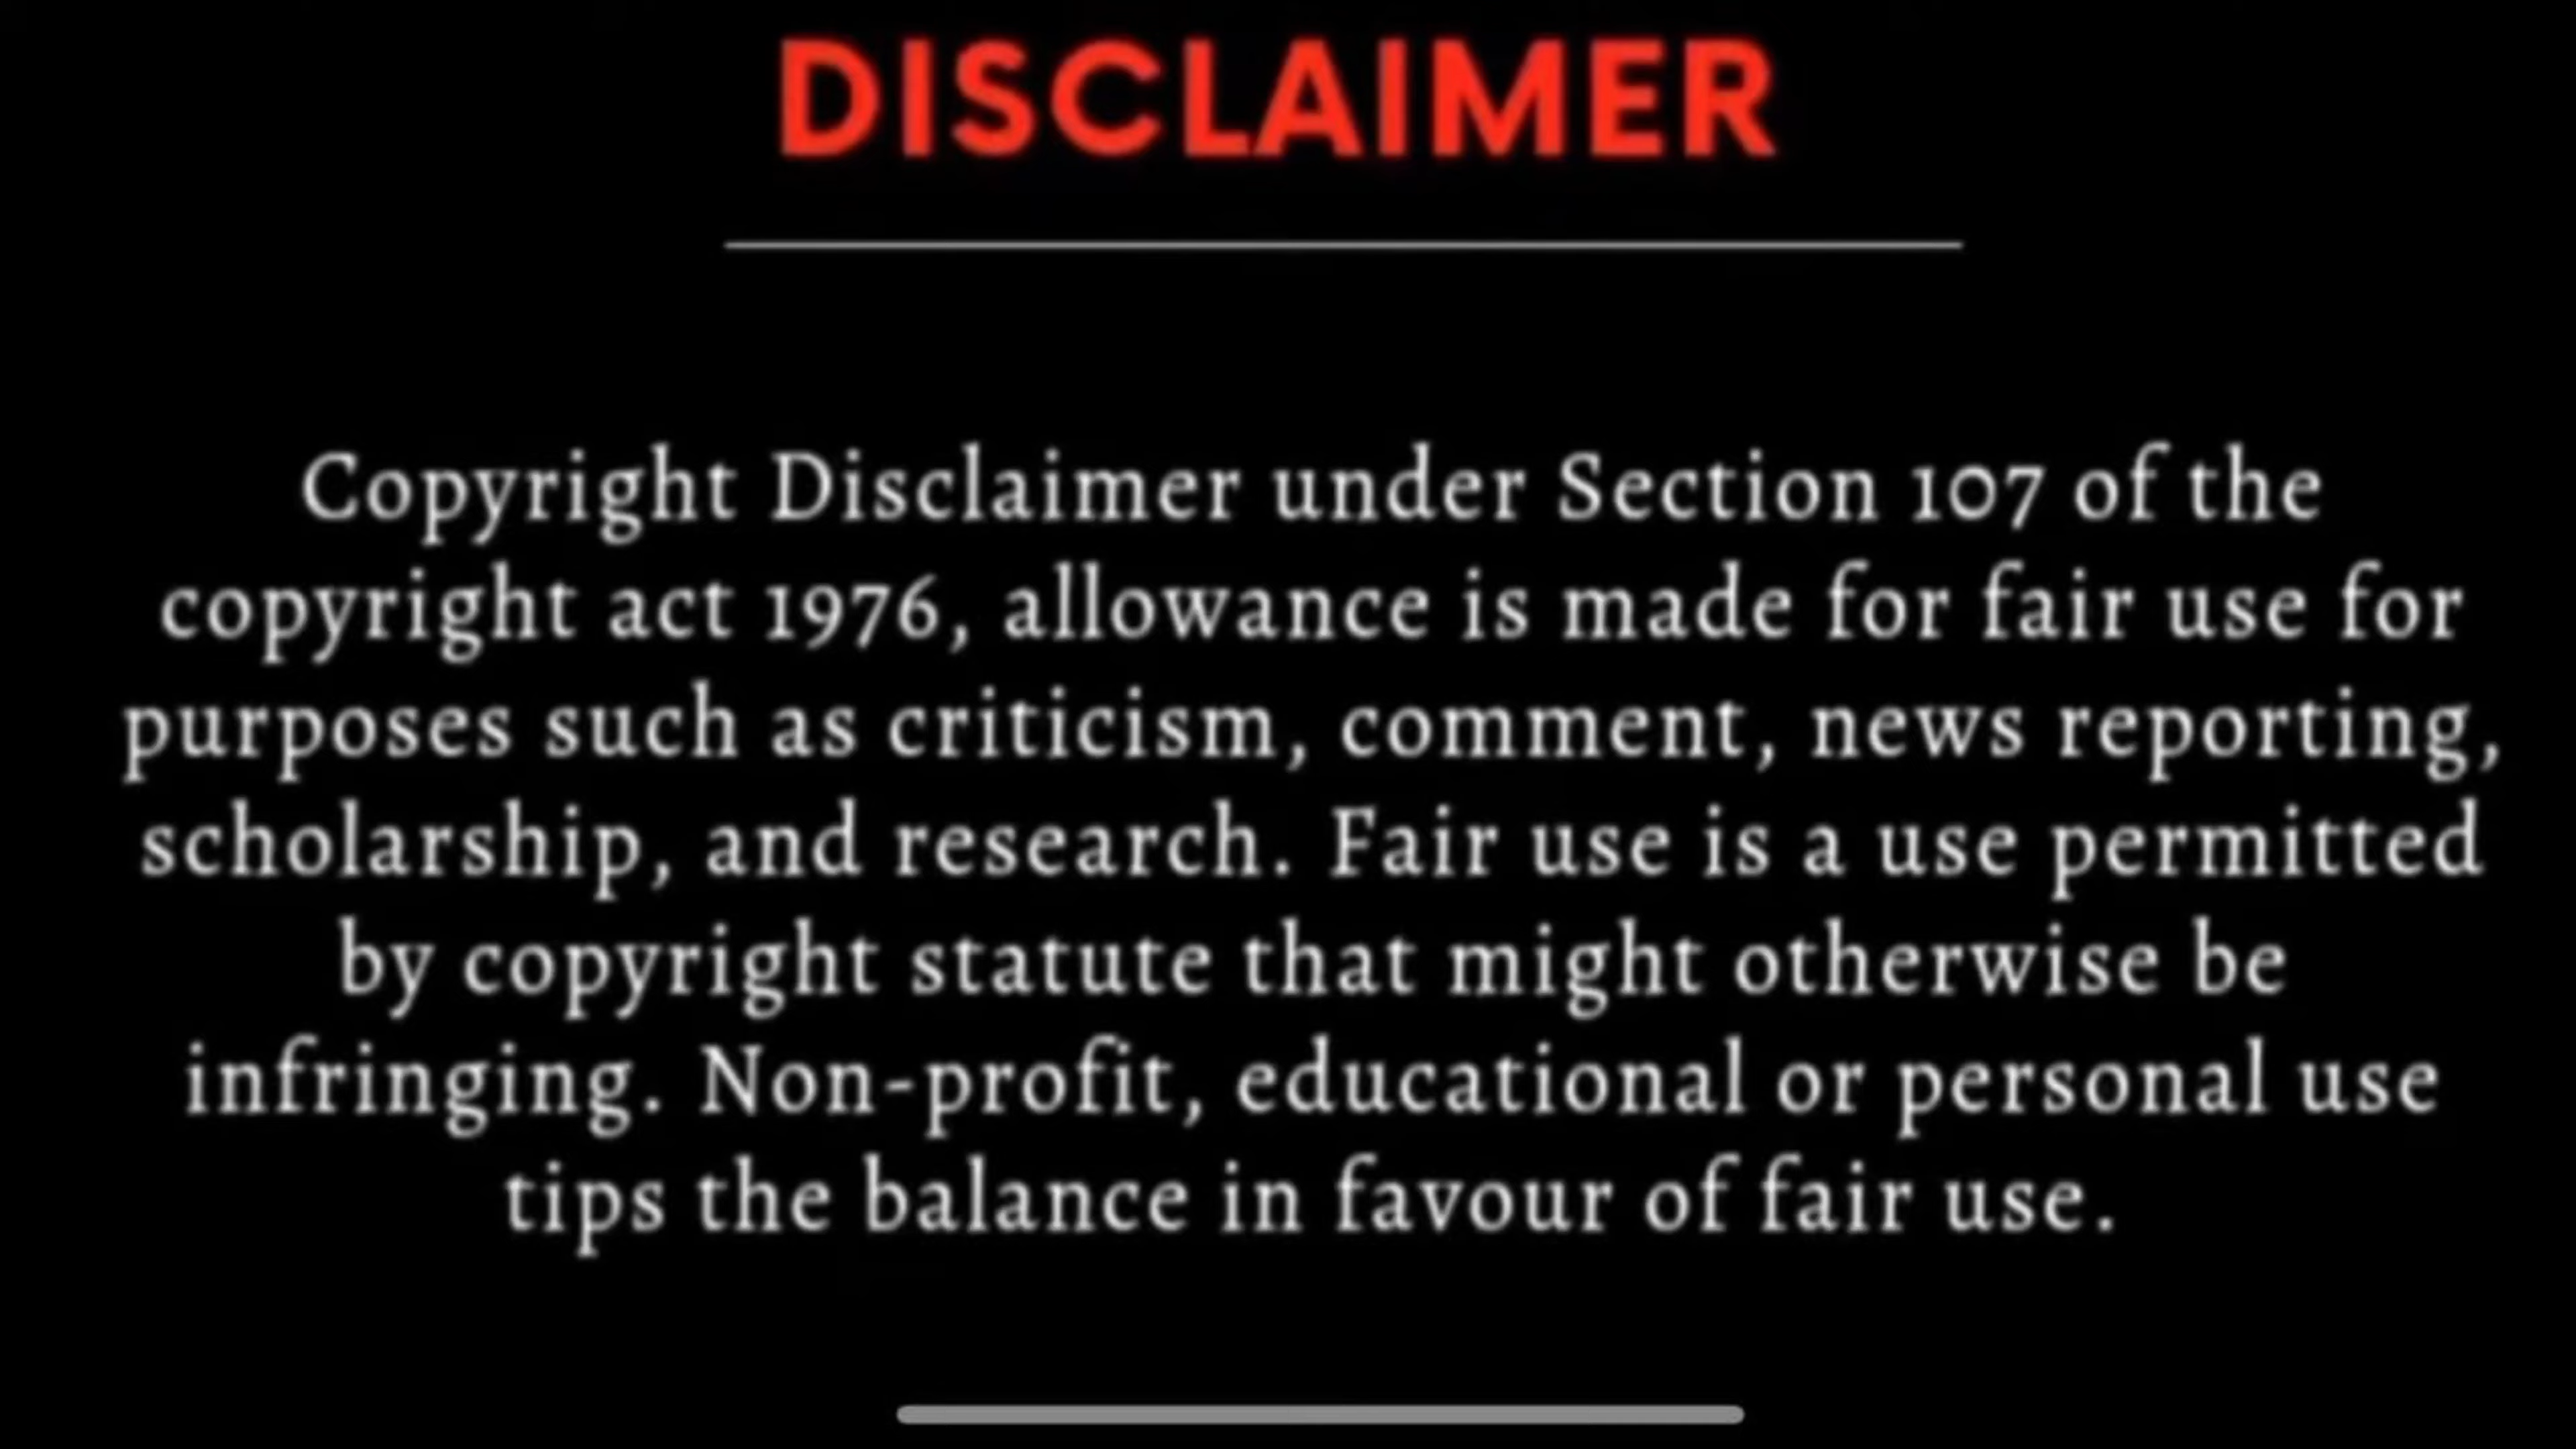 DISCLAIMER
Copyright Disclaimer under Section 107 of the
copyright act 1976, allowance is made for fair use for
purposes such as criticism, comment, news reporting,
scholarship, and research. Fair use is a use permitted
by copyright statute that might otherwise be
infringing. Non-profit, educational or personal use
tips the balance in favour of fair use.